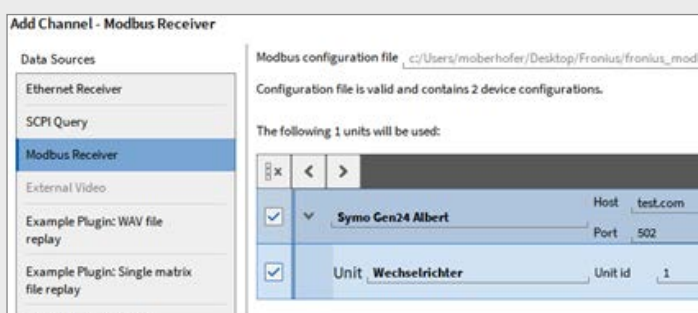 Add Channel - Modbus Receiver
Data Sources
Ethernet Receiver
SCPI Query
Modbus Receiver
External Video
Example Plugin: WAV file
replay
Example Plugin: Single matrix
file replay
Modbus configuration file c:/Users/moberhofer/Desktop/Fronius/fronius_mod
Configuration file is valid and contains 2 device configurations.
The following 1 units will be used:
Symo Gen24 Albert
Host test.com
Port 502
Unit Wechselrichter Unit id 1